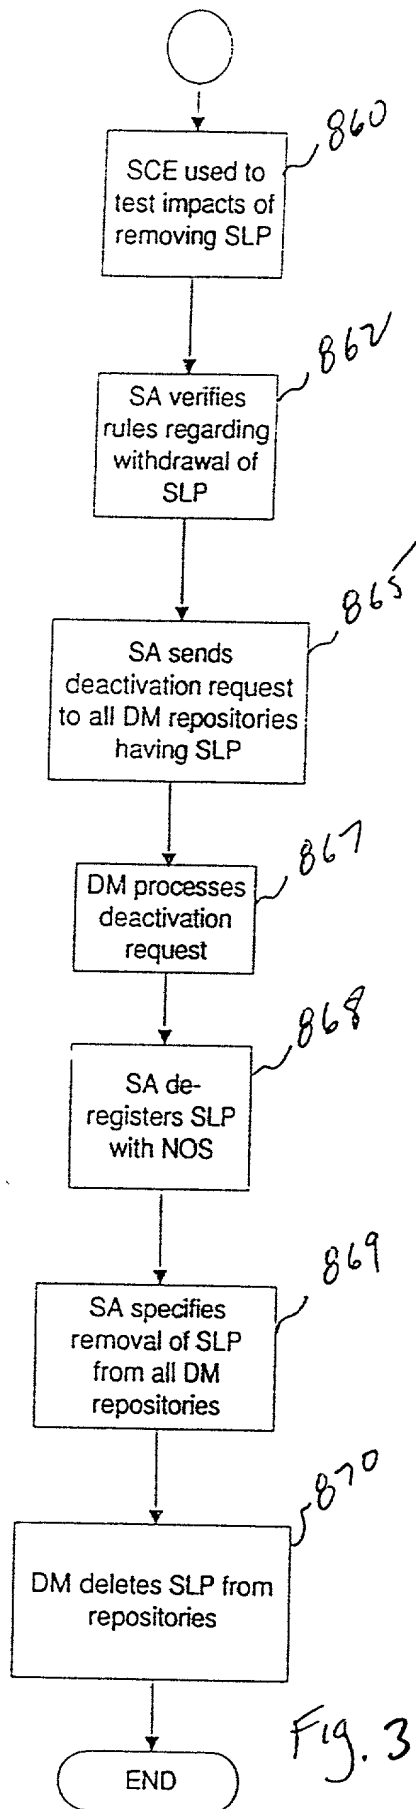 860
SCE used to
test impacts of
removing SLP
862
SA verifies
rules regarding
withdrawal of
SLP
865
SA sends
deactivation request
to all DM repositories
having SLP
867
DM processes
deactivation
request
868
SA de-
registers SLP
with NOS
869
SA specifies
removal of SLP
from all DM
repositories
870
DM deletes SLP from
repositories
END
Fig. 3